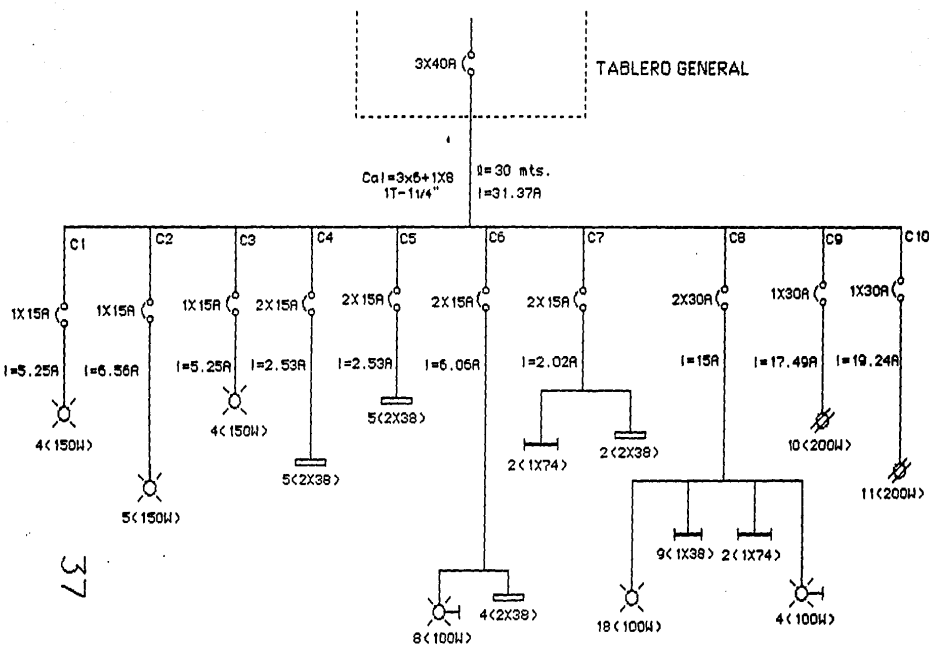 3X40A
TABLERO GENERAL
Cal=3x6+1X8
1T-1 1/4"
l=30 mts.
I=31.37A
C1
C2
C3
C4
C5
C6
C7
C8
C9
C10
1X15A
1X15A
1X15A
2X15A
2X15A
2X15A
2X15A
2X30A
1X30A
1X30A
I=5.25A
I=6.56A
I=5.25A
I=2.53A
I=2.53A
I=6.06A
I=2.02A
I=15A
I=17.49A
I=19.24A
4(150W)
5(150W)
4(150W)
5(2X38)
5(2X38)
2(1X74)
2(2X38)
10(200W)
11(200W)
9(1X38)
2(1X74)
8(100W)
4(2X38)
18(100W)
4(100W)
37